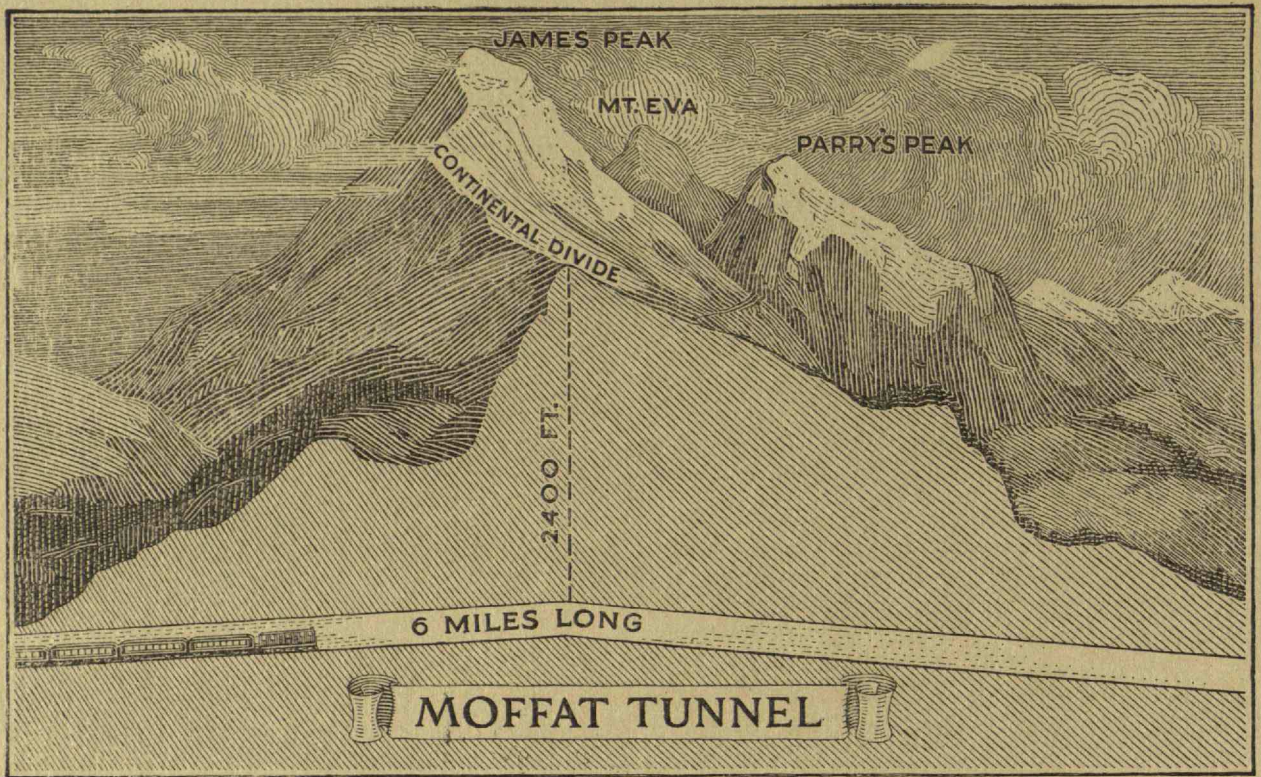 JAMES PEAK
MT. EVA
PARRY'S PEAK
CONTINENTAL DIVIDE
2400 FT.
6 MILES LONG
MOFFAT TUNNEL